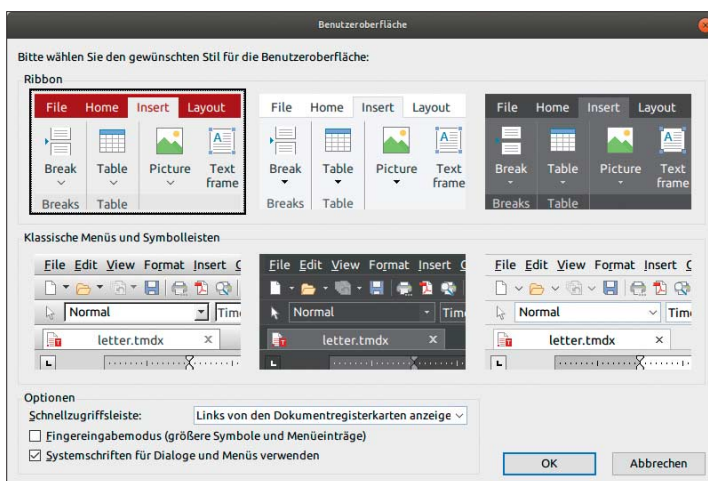 Benutzeroberfläche
Bitte wählen Sie den gewünschten Stil für die Benutzeroberfläche:
Ribbon
File Home Insert Layout
Break Table Picture Text frame
Breaks Table
File Home Insert Layout
Break Table Picture Text frame
Breaks Table
File Home Insert Layout
Break Table Picture Text frame
Breaks Table
Klassische Menüs und Symbolleisten
File Edit View Format Insert
Normal
letter.tmdx x
File Edit View Format Insert
Normal
letter.tmdx x
File Edit View Format Insert
Normal
letter.tmdx x
Optionen
Schnellzugriffsleiste: Links von den Dokumentregisterkarten anzeige
Fingereingabemodus (größere Symbole und Menüeinträge)
Systemschriften für Dialoge und Menüs verwenden
OK Abbrechen